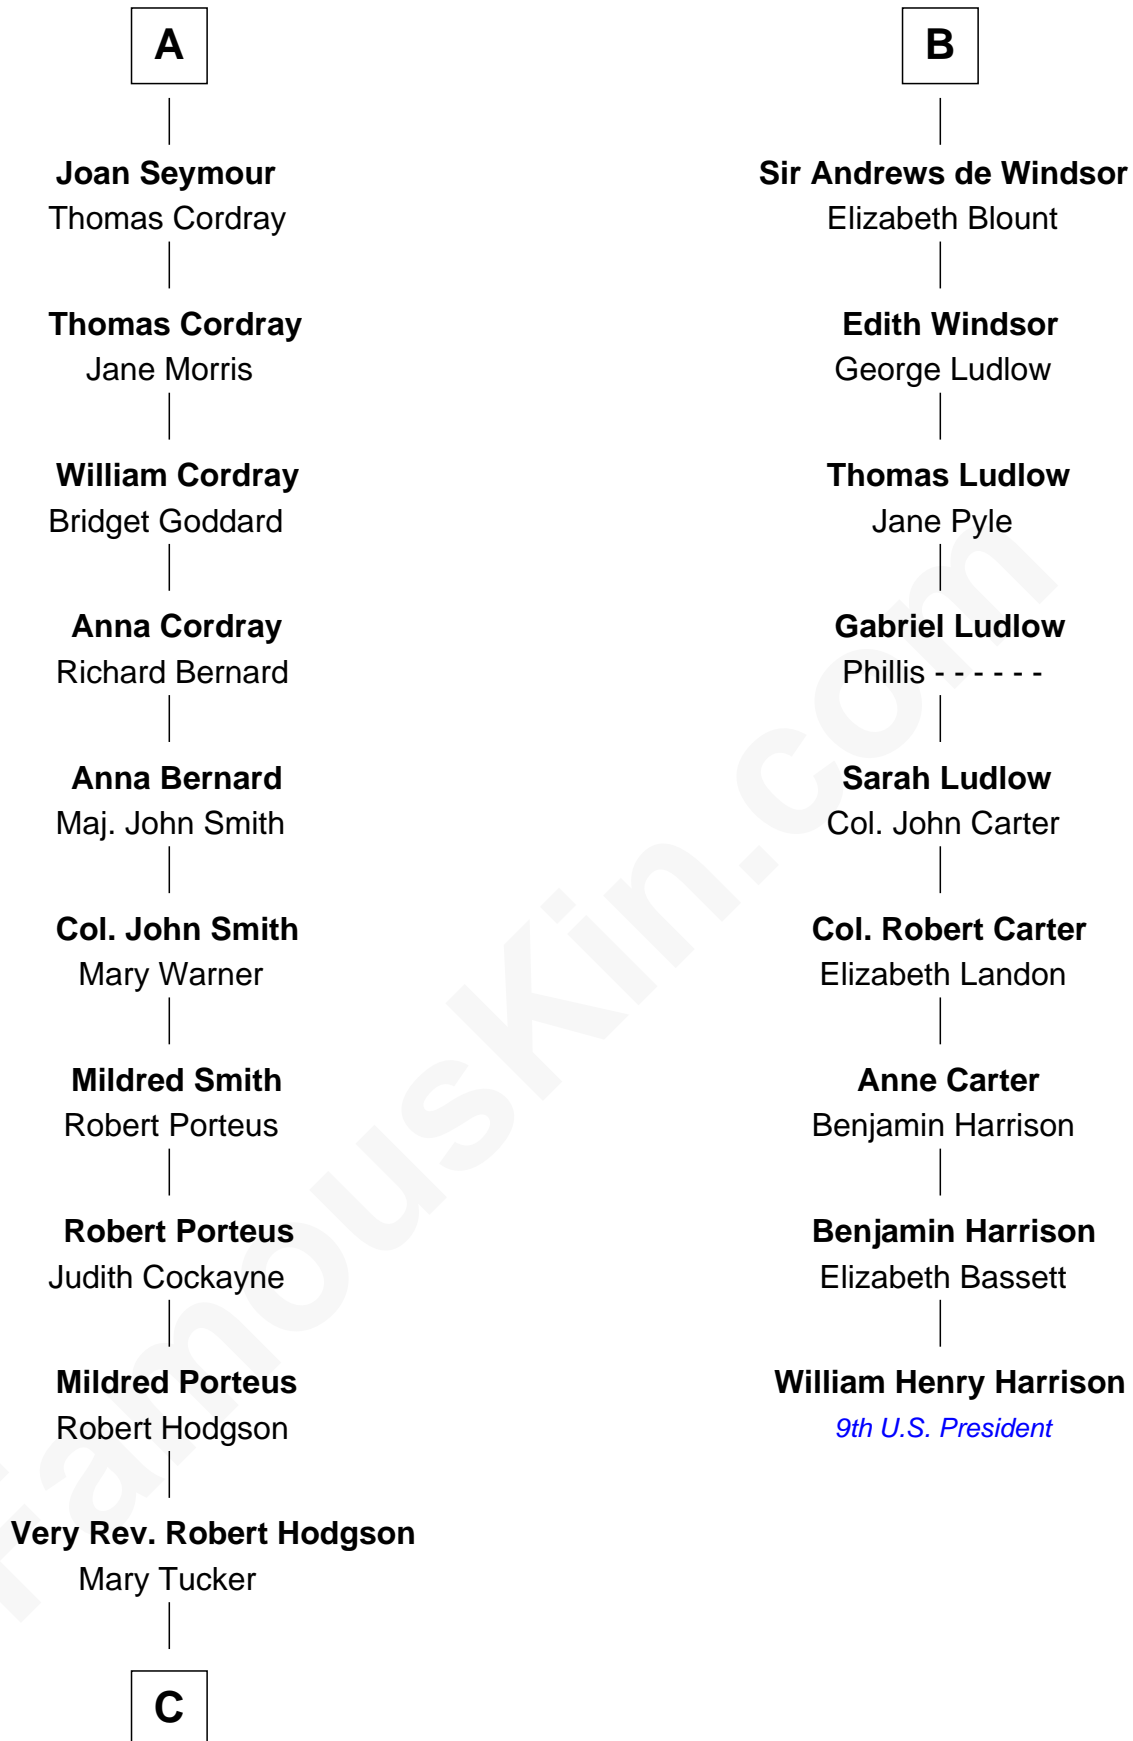 A
Joan Seymour
Thomas Cordray
Thomas Cordray
Jane Morris
William Cordray
Bridget Goddard
Anna Cordray
Richard Bernard
Anna Bernard
Maj. John Smith
Col. John Smith
Mary Warner
Mildred Smith
Robert Porteus
Robert Porteus
Judith Cockayne
Mildred Porteus
Robert Hodgson
Very Rev. Robert Hodgson
Mary Tucker
C
B
Sir Andrews de Windsor
Elizabeth Blount
Edith Windsor
George Ludlow
Thomas Ludlow
Jane Pyle
Gabriel Ludlow
Phillis - - - - - -
Sarah Ludlow
Col. John Carter
Col. Robert Carter
Elizabeth Landon
Anne Carter
Benjamin Harrison
Benjamin Harrison
Elizabeth Bassett
William Henry Harrison
9th U.S. President
FamousKin.com